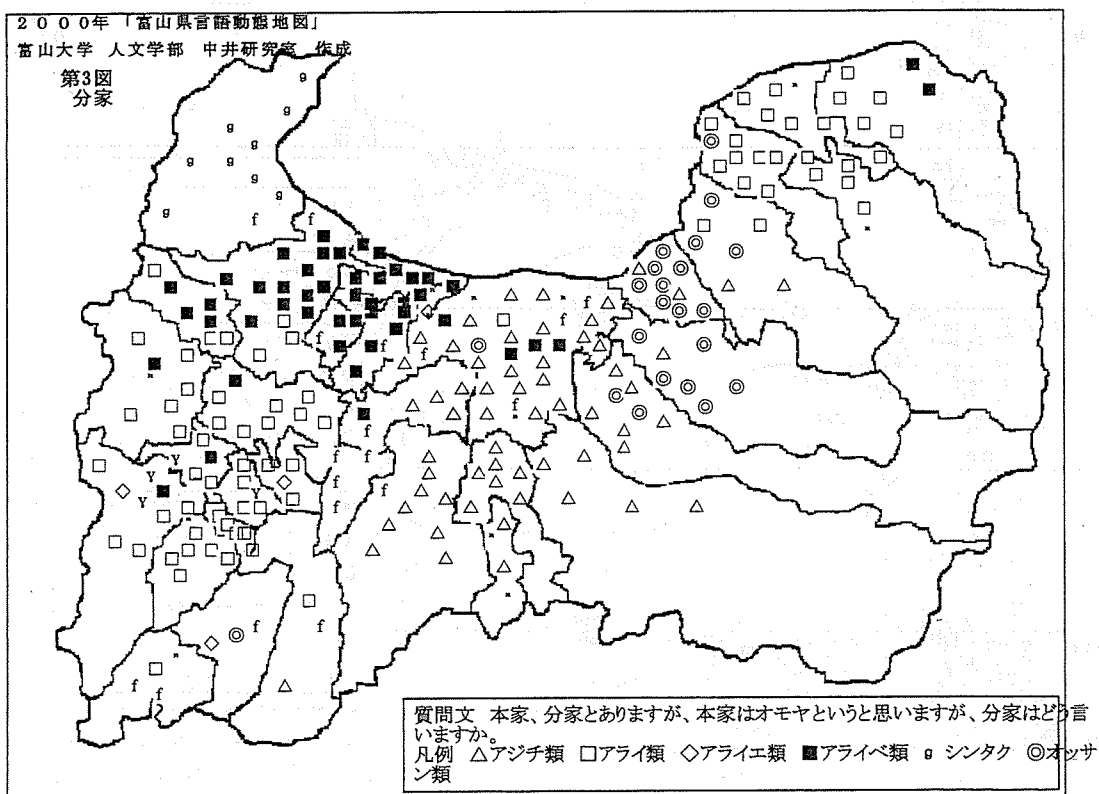 2000年 「富山県言語動態地図」
富山大学 人文学部 中井研究室 作成
第3図
分家
質問文 本家、分家とありますが、本家はオモヤというと思いますが、分家はどう言
いますか。
凡例 △アジチ類 □アライ類 ◇アライエ類 ■アライベ類 g シンタク ◎オッサ
ン類